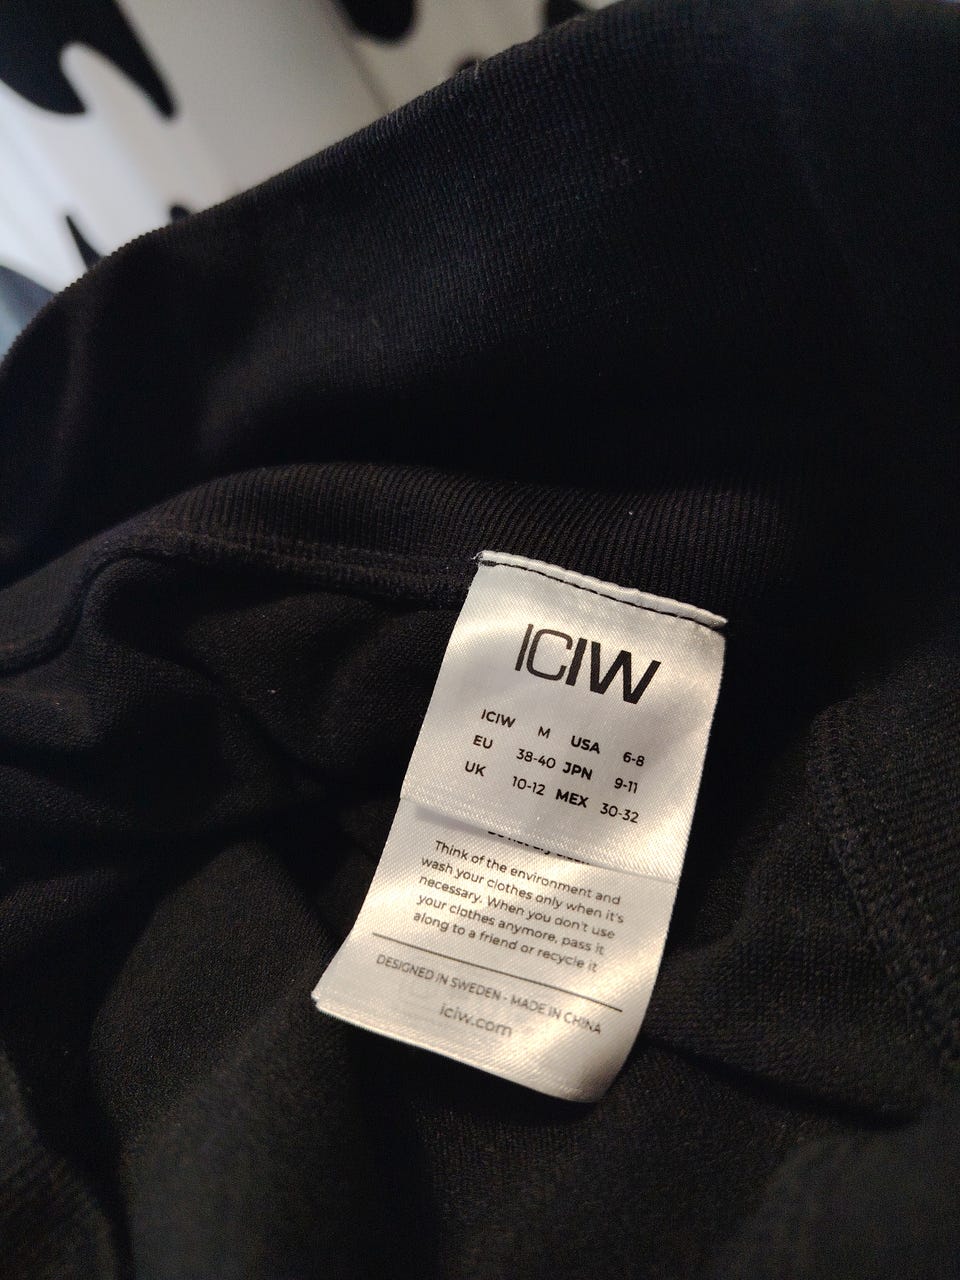 ICIW
ICIW M USA 6-8
EU 38-40 JPN 9-11
UK 10-12 MEX 30-32
Think of the environment and
wash your clothes only when it's
necessary. When you don't use
your clothes anymore, pass it
along to a friend or recycle it
DESIGNED IN SWEDEN - MADE IN CHINA
iciw.com